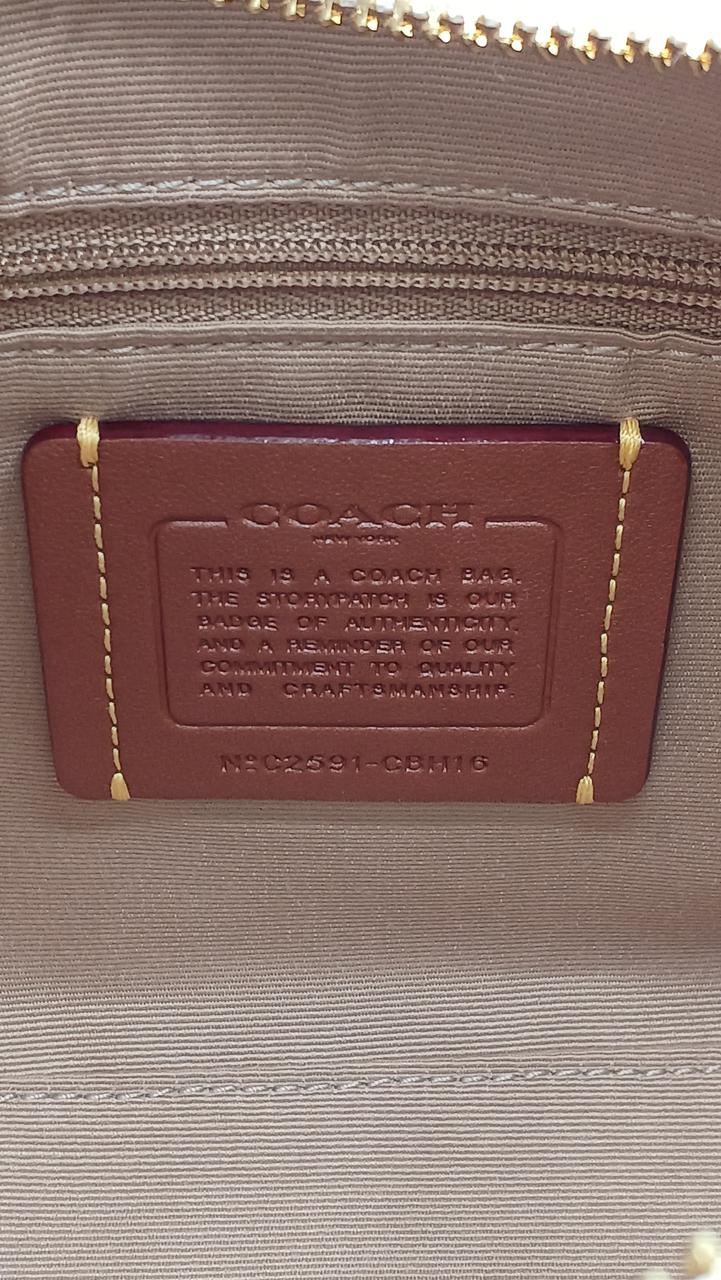 COACH
NEW YORK
THIS IS A COACH BAG.
THE STORYPATCH IS OUR
BADGE OF AUTHENTICITY,
AND A REMINDER OF OUR
COMMITMENT TO QUALITY
AND CRAFTSMANSHIP.
Nº C2591-CBH16